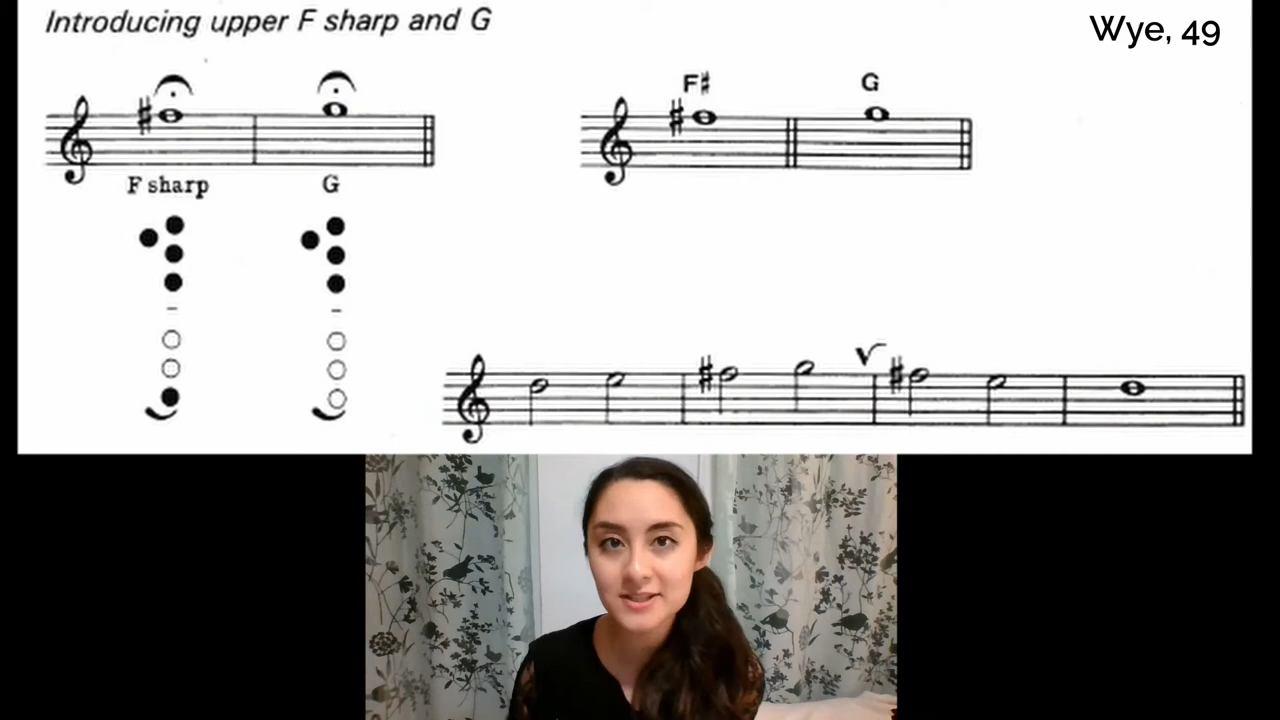 Introducing upper F sharp and G
Wye, 49
F♯ G
F sharp G